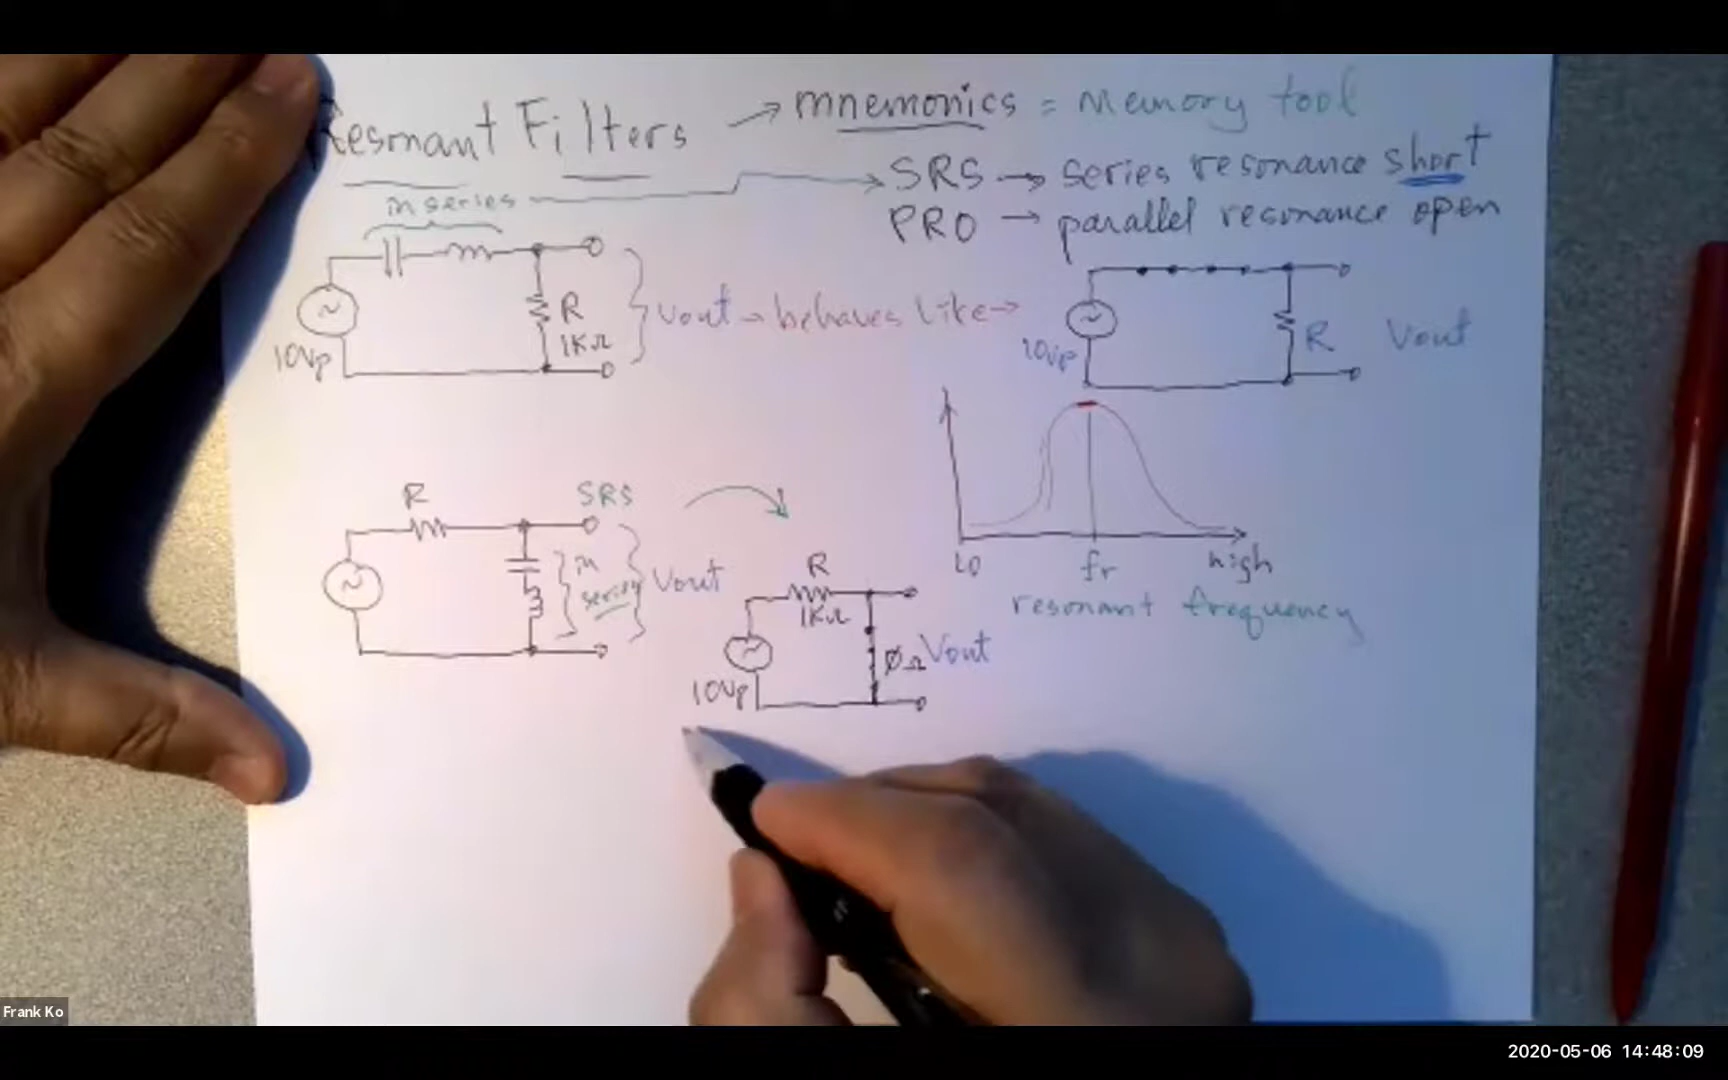 Resonant Filters → mnemonics = Memory tool
SRS → series resonance short
PRO → parallel resonance open
in series
R
1KΩ
10Vp
Vout → behaves like →
10Vp
R
Vout
R
SRS
in
series
Vout
R
1KΩ
10Vp
ØΩ
Vout
Lo
fr
high
resonant frequency
Frank Ko
2020-05-06 14:48:09